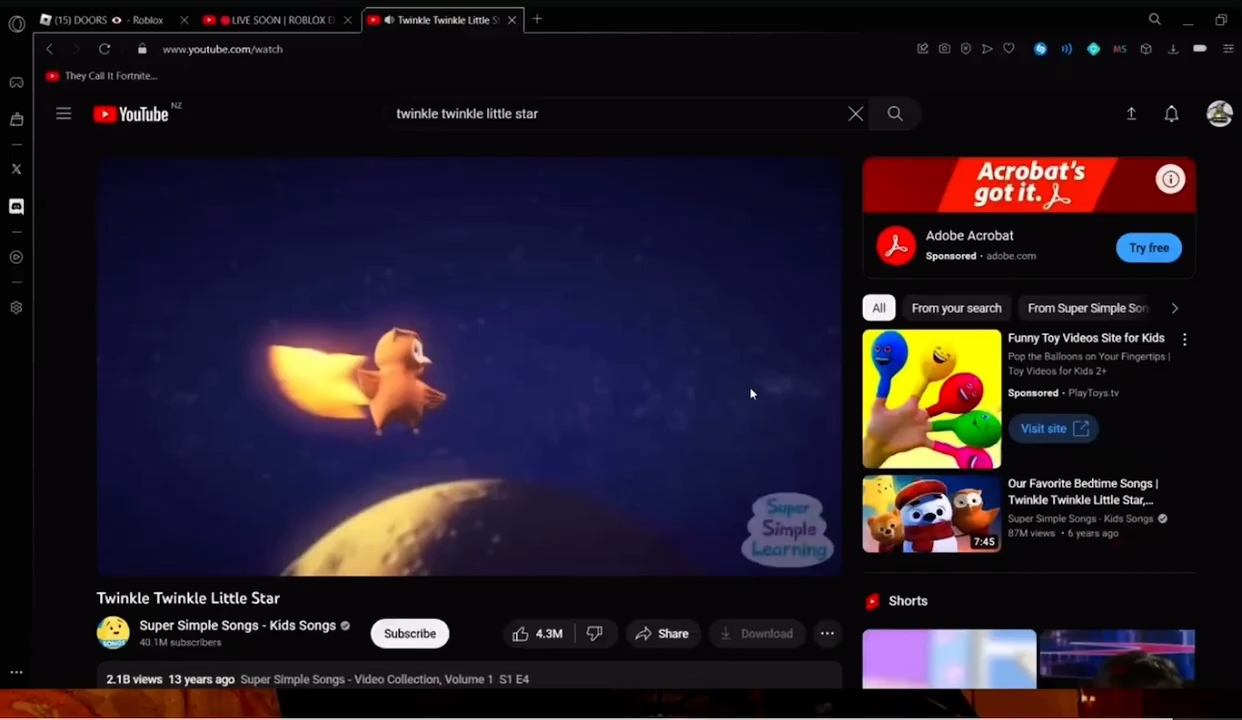 (15) DOORS 👁 - Roblox
🔴LIVE SOON | ROBLOX D
Twinkle Twinkle Little S
www.youtube.com/watch
M5
They Call It Fortnite...
YouTube NZ
twinkle twinkle little star
Acrobat's
got it.
Adobe Acrobat
Sponsored · adobe.com
Try free
All
From your search
From Super Simple Son
Funny Toy Videos Site for Kids
Pop the Balloons on Your Fingertips |
Toy Videos for Kids 2+
Sponsored · PlayToys.tv
Visit site
Super
Simple
Learning
Our Favorite Bedtime Songs |
Twinkle Twinkle Little Star,...
Super Simple Songs - Kids Songs
87M views · 6 years ago
7:45
Twinkle Twinkle Little Star
SONGS
Super Simple Songs - Kids Songs
40.1M subscribers
Subscribe
4.3M
Share
Download
Shorts
2.1B views 13 years ago Super Simple Songs - Video Collection, Volume 1 S1 E4